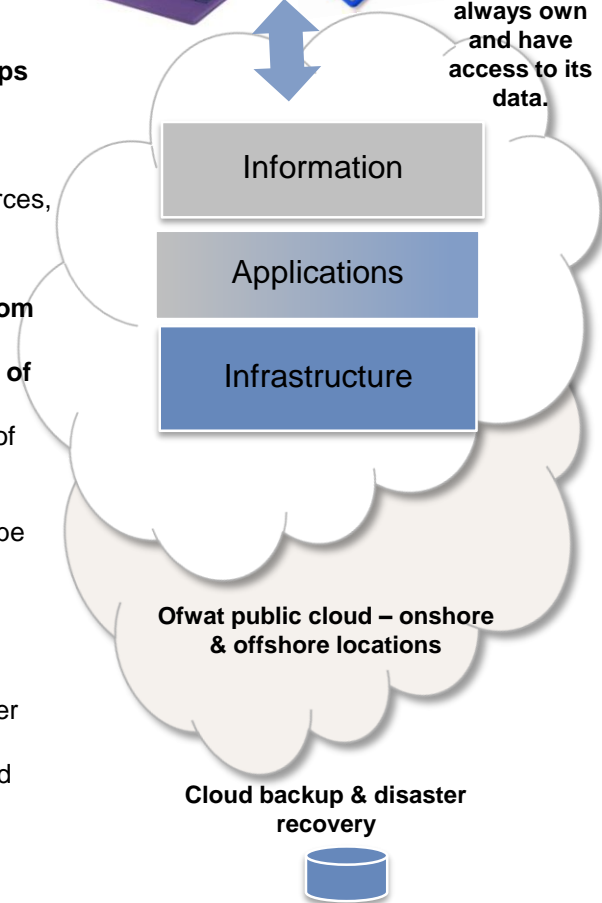 always own
and have
access to its
data.
ps
rces,
om
of
of
be
er
d
Information
Applications
Infrastructure
Ofwat public cloud – onshore
& offshore locations
Cloud backup & disaster
recovery